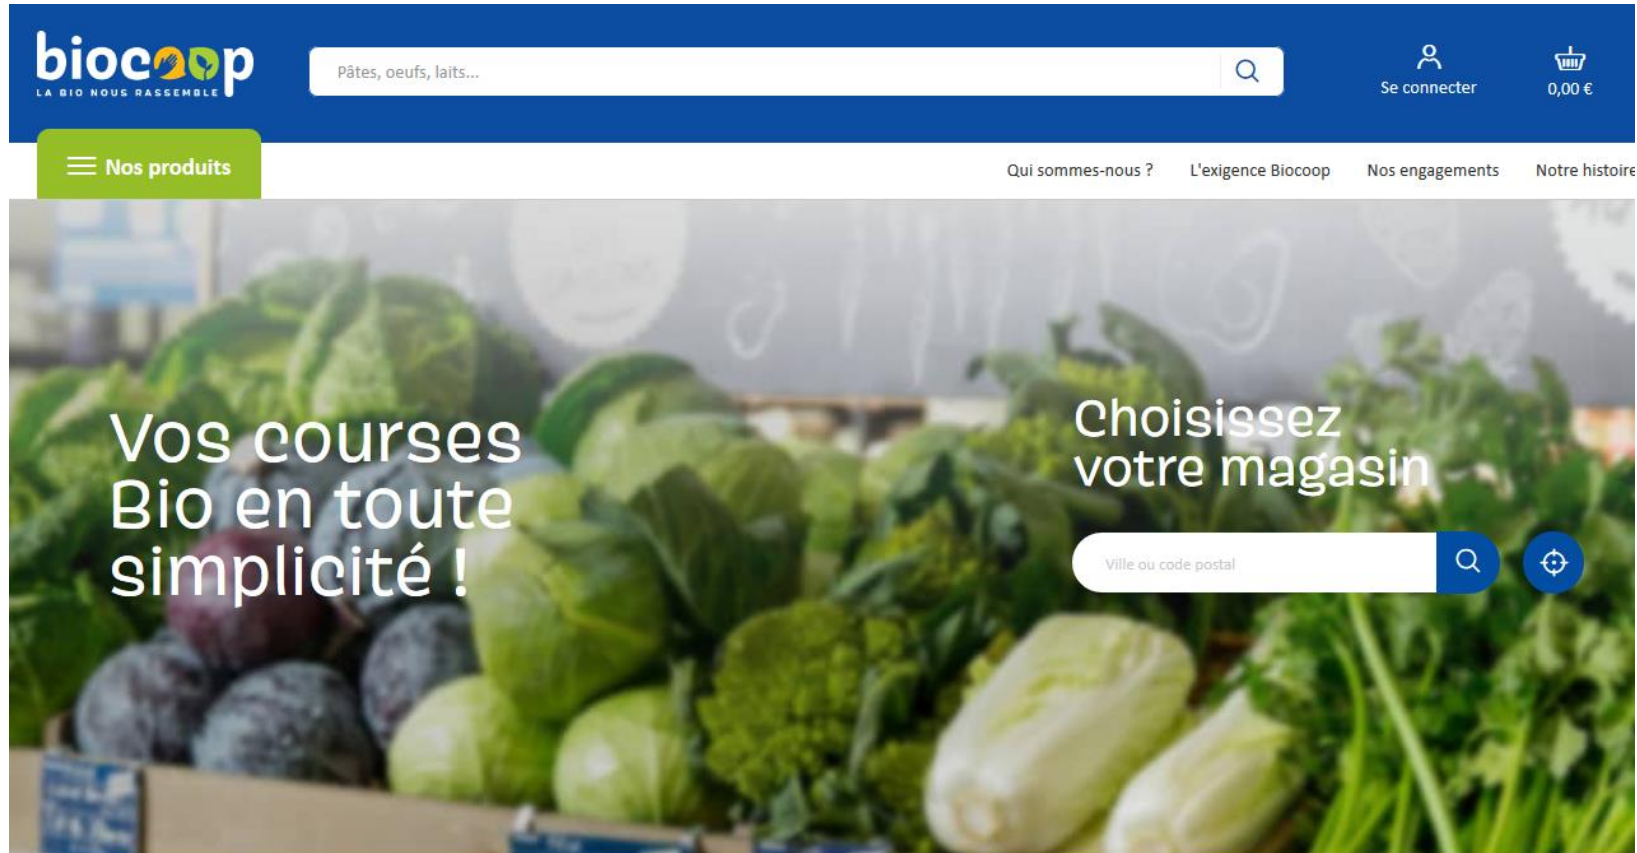 biocoop
LA BIO NOUS RASSEMBLE
Pâtes, oeufs, laits...
Se connecter
0,00 €
Nos produits
Qui sommes-nous ?
L'exigence Biocoop
Nos engagements
Notre histoire
Vos courses
Bio en toute
simplicité !
Choisissez
votre magasin
Ville ou code postal